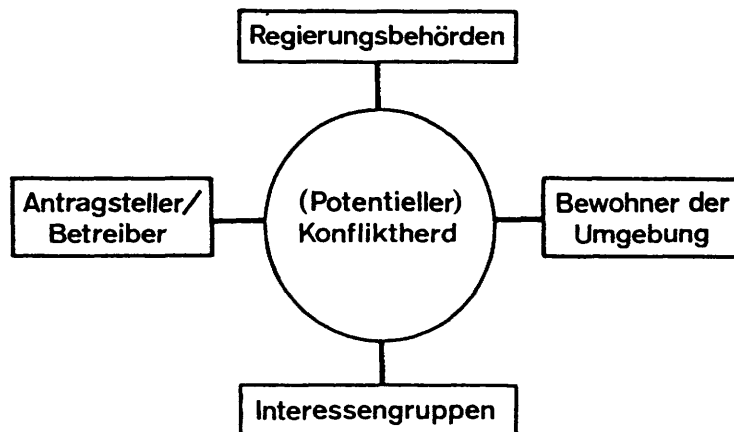 Regierungsbehörden
Antragsteller/
Betreiber
(Potentieller)
Konfliktherd
Bewohner der
Umgebung
Interessengruppen